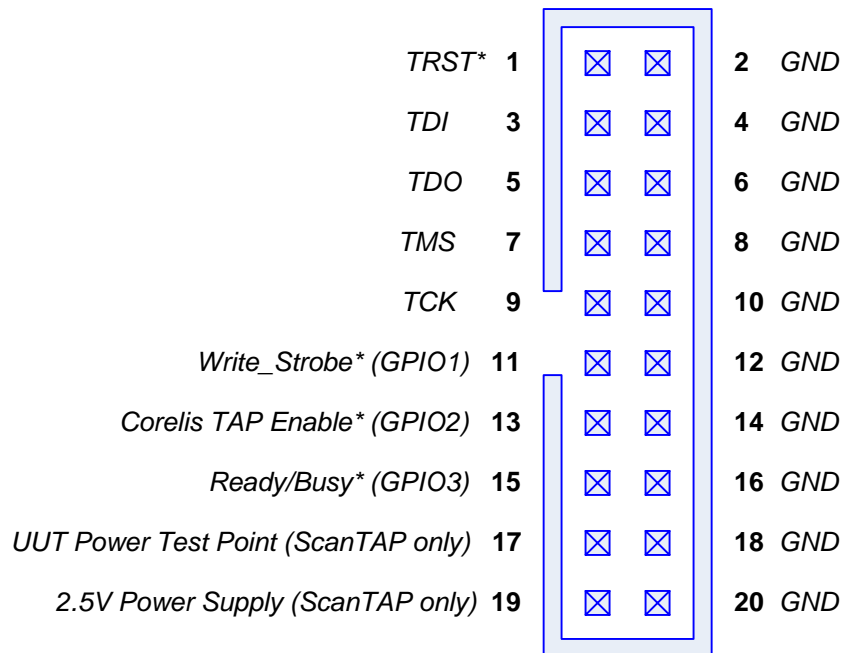 TRST* 1 2 GND
TDI 3 4 GND
TDO 5 6 GND
TMS 7 8 GND
TCK 9 10 GND
Write_Strobe* (GPIO1) 11 12 GND
Corelis TAP Enable* (GPIO2) 13 14 GND
Ready/Busy* (GPIO3) 15 16 GND
UUT Power Test Point (ScanTAP only) 17 18 GND
2.5V Power Supply (ScanTAP only) 19 20 GND